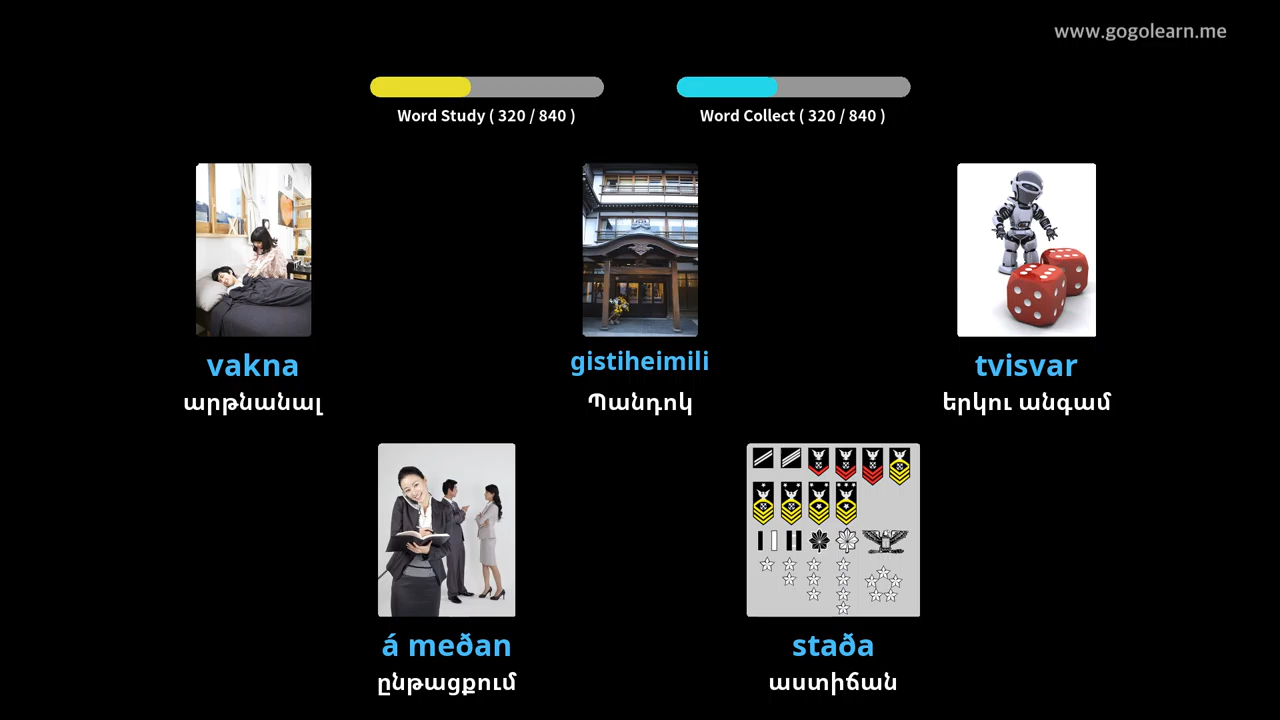 www.gogolearn.me
Word Study ( 320 / 840 )
Word Collect ( 320 / 840 )
vakna
արթնանալ
gistiheimili
Պանդոկ
tvisvar
երկու անգամ
á meðan
ընթացքում
staða
աստիճան